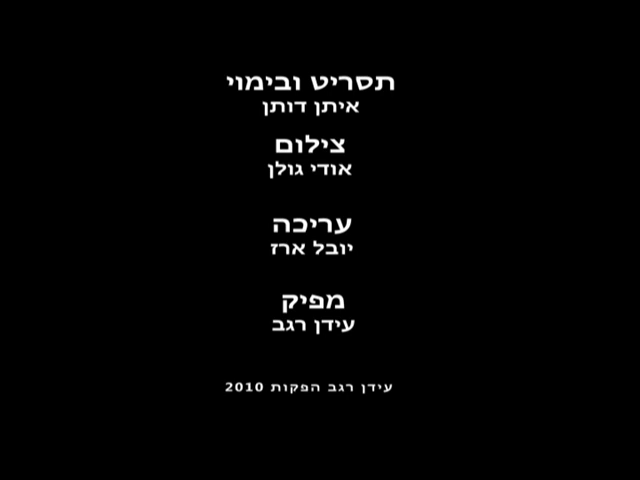 תסריט ובימוי
איתן דותן
צילום
אודי גולן
עריכה
יובל ארז
מפיק
עידן רגב
עידן רגב הפקות 2010